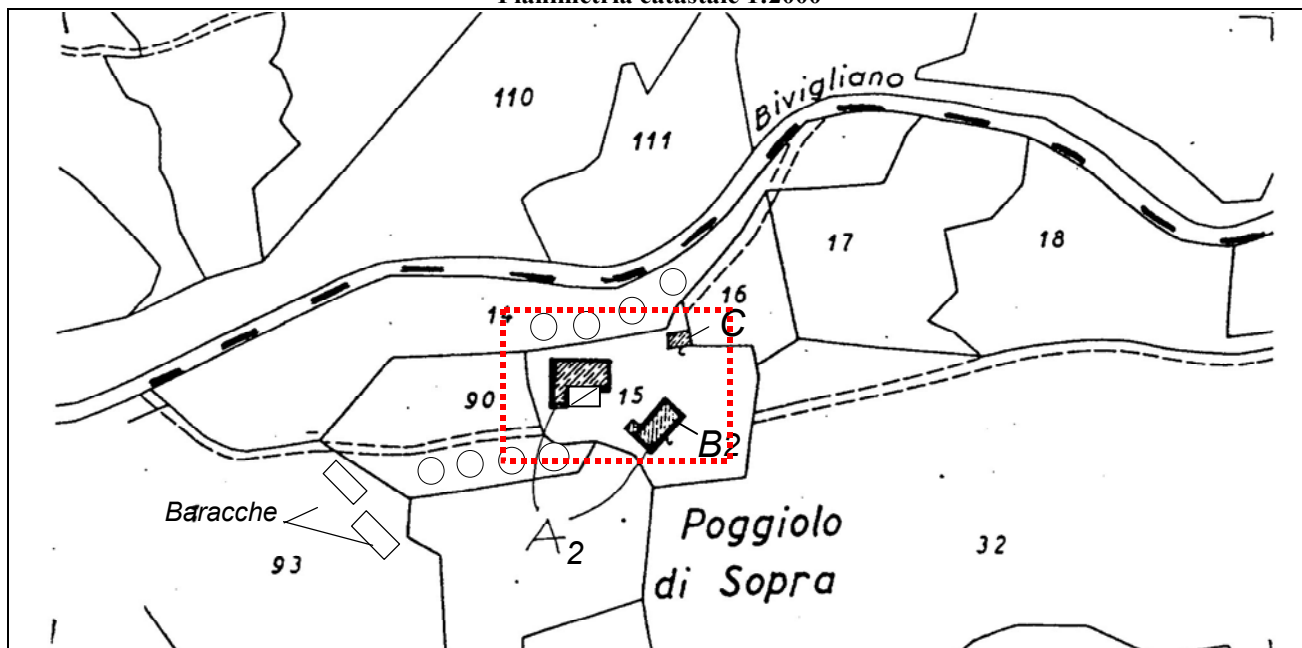 Planimetria catastale 1:2000
110
111
Bivigliano
17
18
16
14
C
90
15
B2
Baracche
A2
Poggiolo
di Sopra
93
32